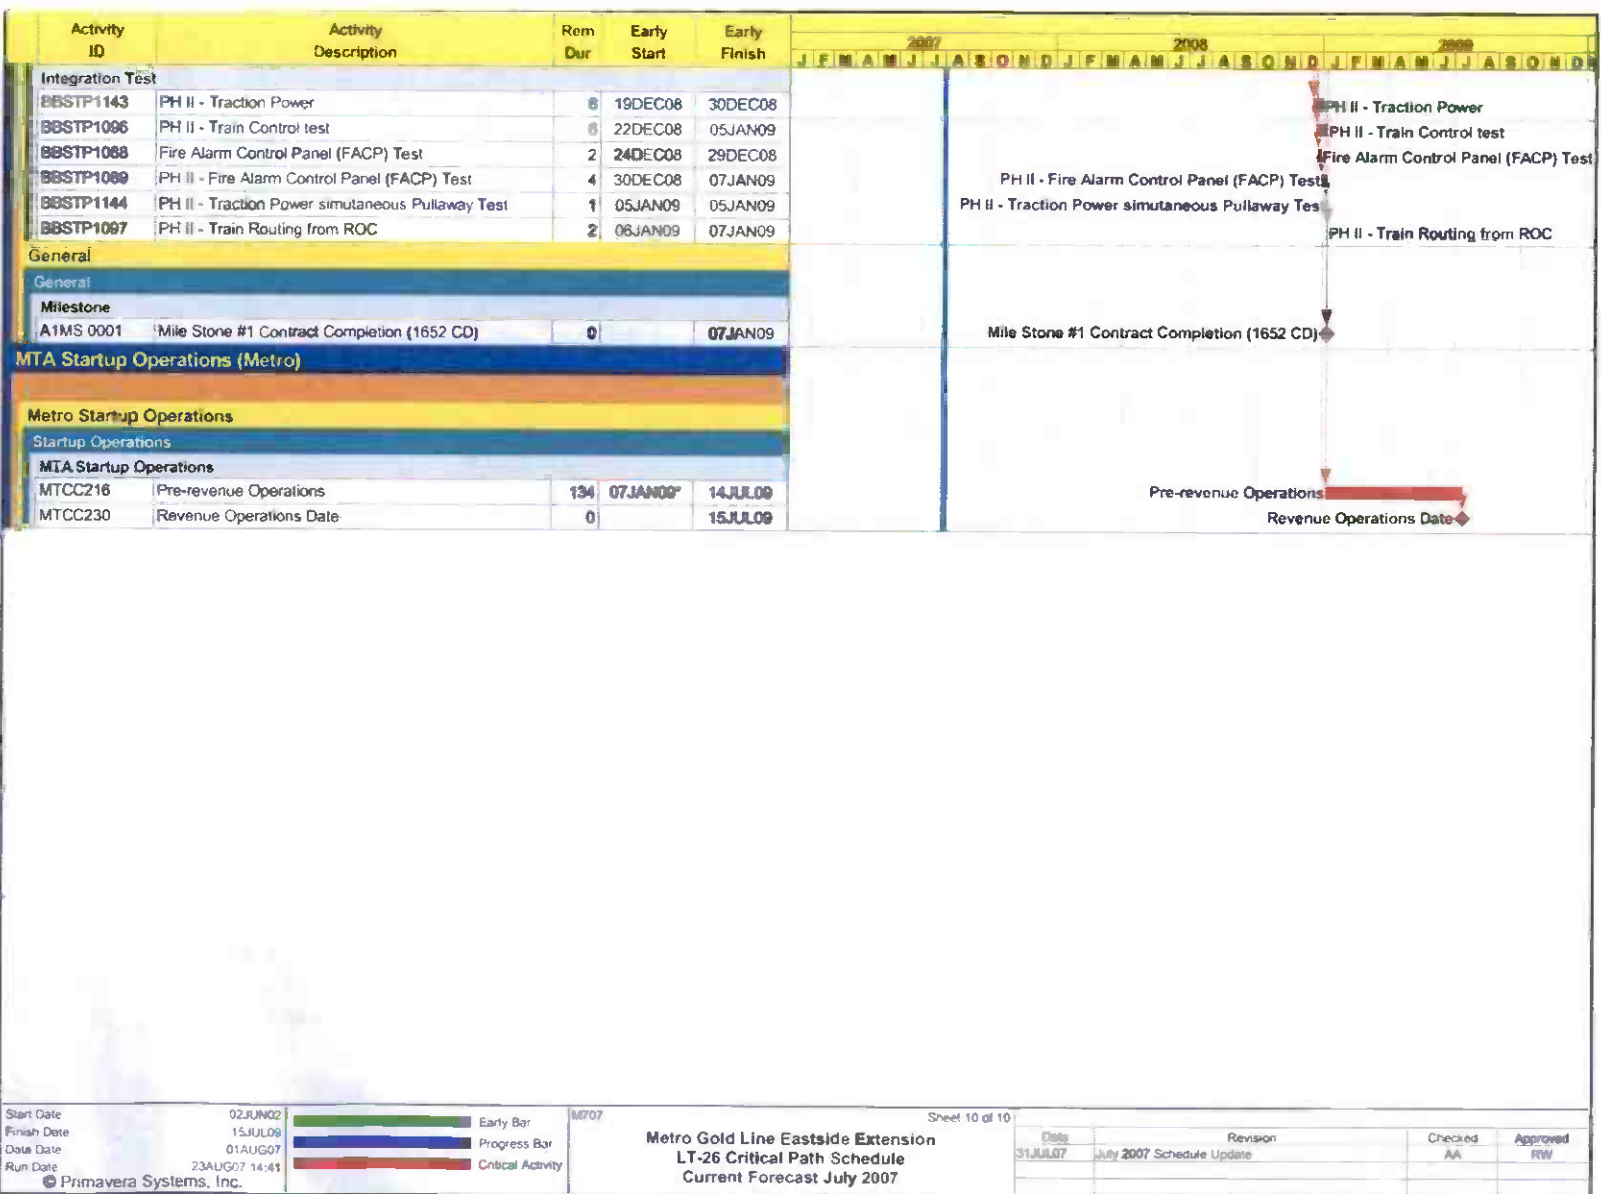 Activity ID Activity Description Rem Dur Early Start Early Finish 2007 2008 2009
J F M A M J J A S O N D J F M A M J J A S O N D J F M A M J J A S O N D
Integration Test
BBSTP1143 PH II - Traction Power 6 19DEC08 30DEC08 PH II - Traction Power
BBSTP1096 PH II - Train Control test 6 22DEC08 05JAN09 PH II - Train Control test
BBSTP1088 Fire Alarm Control Panel (FACP) Test 2 24DEC08 29DEC08 Fire Alarm Control Panel (FACP) Test
BBSTP1089 PH II - Fire Alarm Control Panel (FACP) Test 4 30DEC08 07JAN09 PH II - Fire Alarm Control Panel (FACP) Test
BBSTP1144 PH II - Traction Power simutaneous Pullaway Test 1 05JAN09 05JAN09 PH II - Traction Power simutaneous Pullaway Test
BBSTP1097 PH II - Train Routing from ROC 2 06JAN09 07JAN09 PH II - Train Routing from ROC
General
General
Milestone
A1MS 0001 Mile Stone #1 Contract Completion (1652 CD) 0 07JAN09 Mile Stone #1 Contract Completion (1652 CD)
MTA Startup Operations (Metro)
Metro Startup Operations
Startup Operations
MTA Startup Operations
MTCC216 Pre-revenue Operations 134 07JAN09* 14JUL09 Pre-revenue Operations
MTCC230 Revenue Operations Date 0 15JUL09 Revenue Operations Date
Start Date 02JUN02
Finish Date 15JUL09
Data Date 01AUG07
Run Date 23AUG07 14:41
© Primavera Systems, Inc.
Early Bar
Progress Bar
Critical Activity
M707
Sheet 10 of 10
Metro Gold Line Eastside Extension
LT-26 Critical Path Schedule
Current Forecast July 2007
Date Revision Checked Approved
31JUL07 July 2007 Schedule Update AA RW